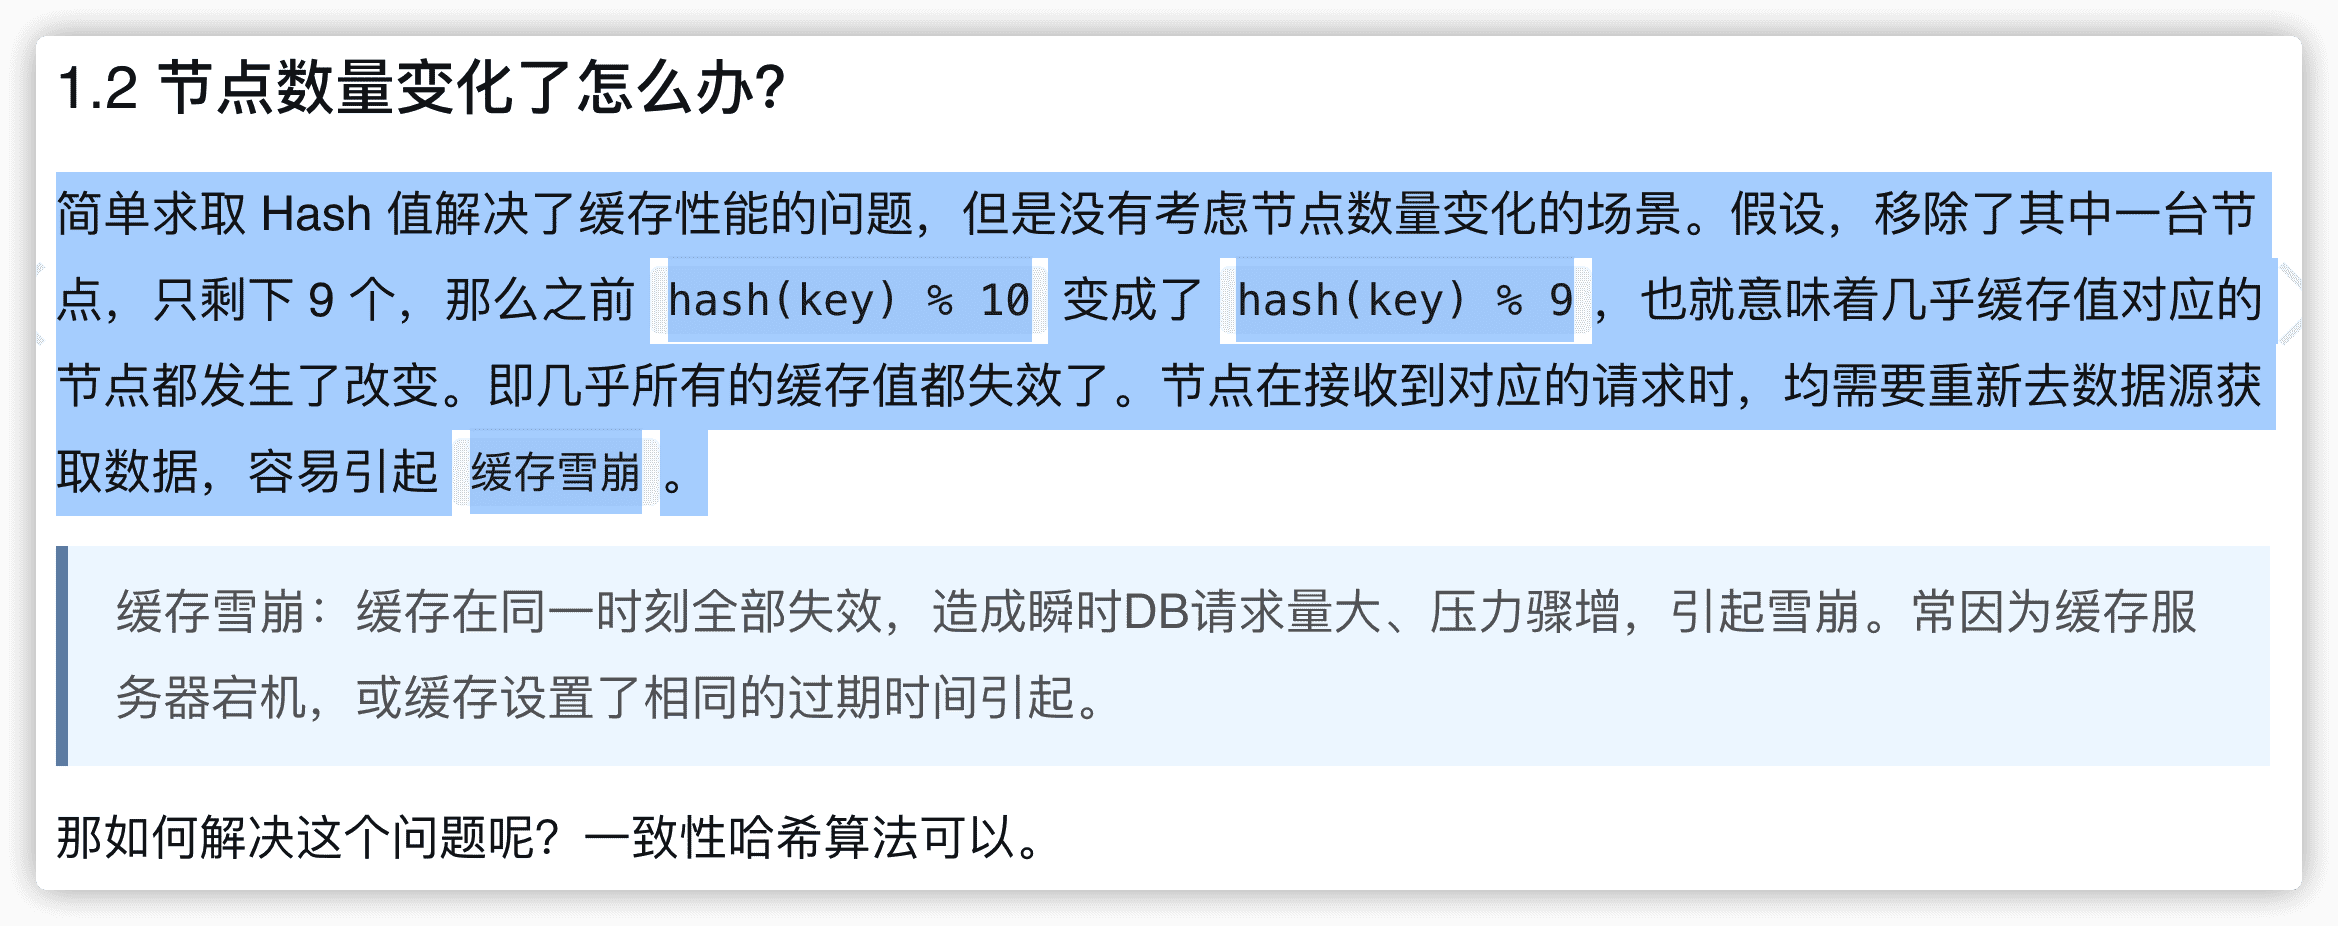 1.2 节点数量变化了怎么办?
简单求取 Hash 值解决了缓存性能的问题，但是没有考虑节点数量变化的场景。假设，移除了其中一台节
点，只剩下 9 个，那么之前 hash(key) % 10 变成了 hash(key) % 9，也就意味着几乎缓存值对应的
节点都发生了改变。即几乎所有的缓存值都失效了。节点在接收到对应的请求时，均需要重新去数据源获
取数据，容易引起 缓存雪崩 。
缓存雪崩：缓存在同一时刻全部失效，造成瞬时DB请求量大、压力骤增，引起雪崩。常因为缓存服
务器宕机，或缓存设置了相同的过期时间引起。
那如何解决这个问题呢？一致性哈希算法可以。